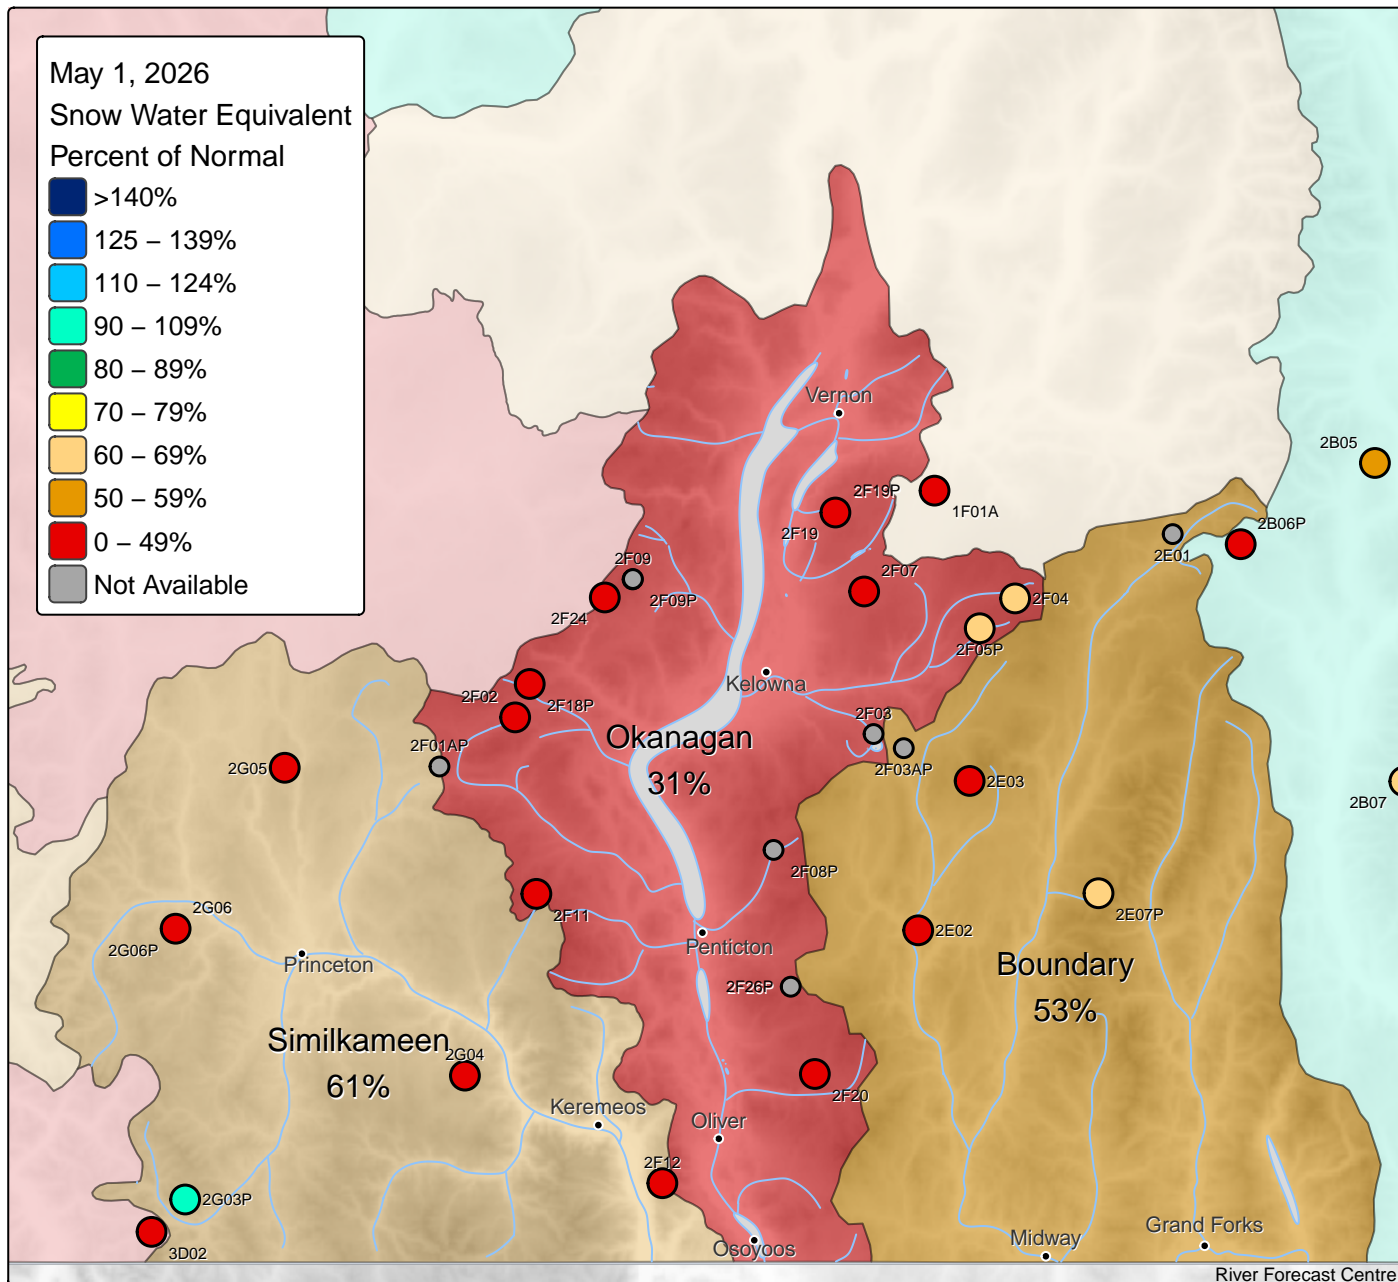 May 1, 2026
Snow Water Equivalent
Percent of Normal
>140%
125 – 139%
110 – 124%
90 – 109%
80 – 89%
70 – 79%
60 – 69%
50 – 59%
0 – 49%
Not Available
Vernon
2B05
2F19P
1F01A
2F19
2B06P
2E01
2F09
2F07
2F09P
2F04
2F24
2F05P
Kelowna
2F02
2F18P
2F03
Okanagan
31%
2F01AP
2G05
2F03AP
2E03
2B07
2F08P
2G06
2F11
2E07P
2E02
2G06P
Penticton
Princeton
Boundary
53%
2F26P
Similkameen
61%
2G04
2F20
Keremeos
Oliver
2F12
2G03P
Grand Forks
Midway
3D02
Osoyoos
River Forecast Centre